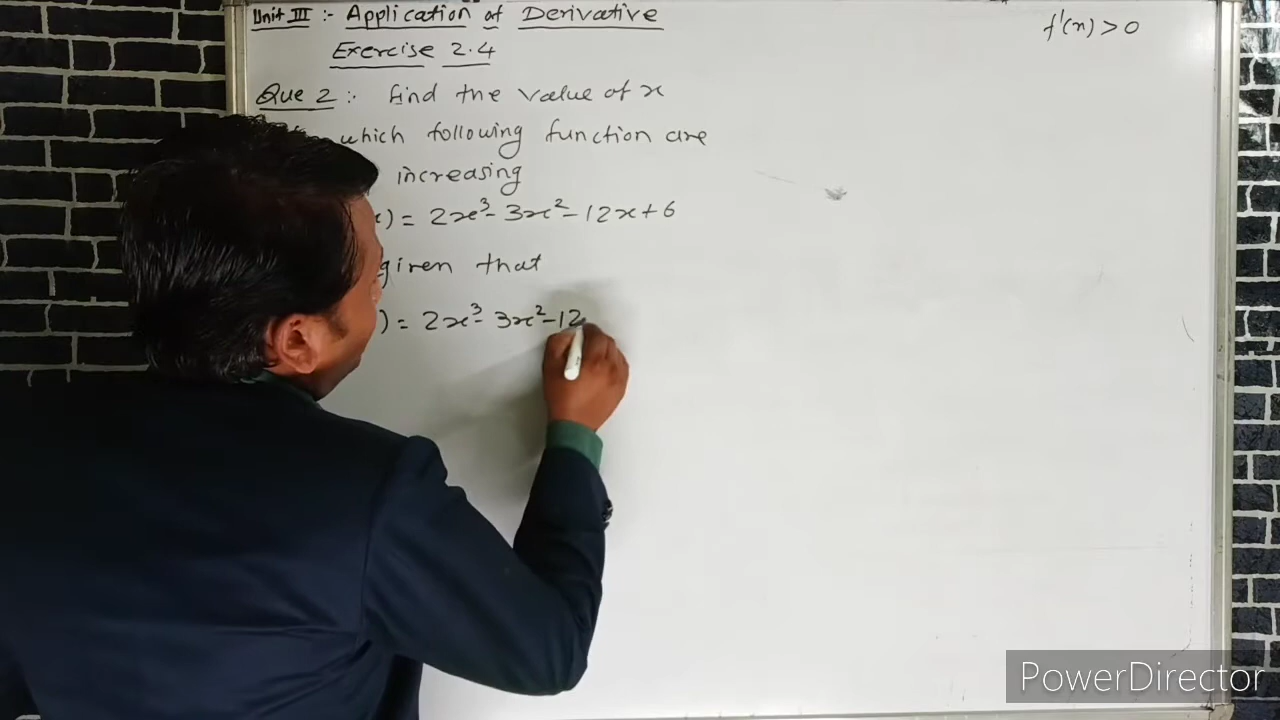 Unit III :- Application of Derivative
f'(x) > 0
Exercise 2.4
Que 2 :- find the value of x
which following function are
increasing
) = 2x³- 3x²-12x+6
given that
) = 2x³- 3x²-12
PowerDirector